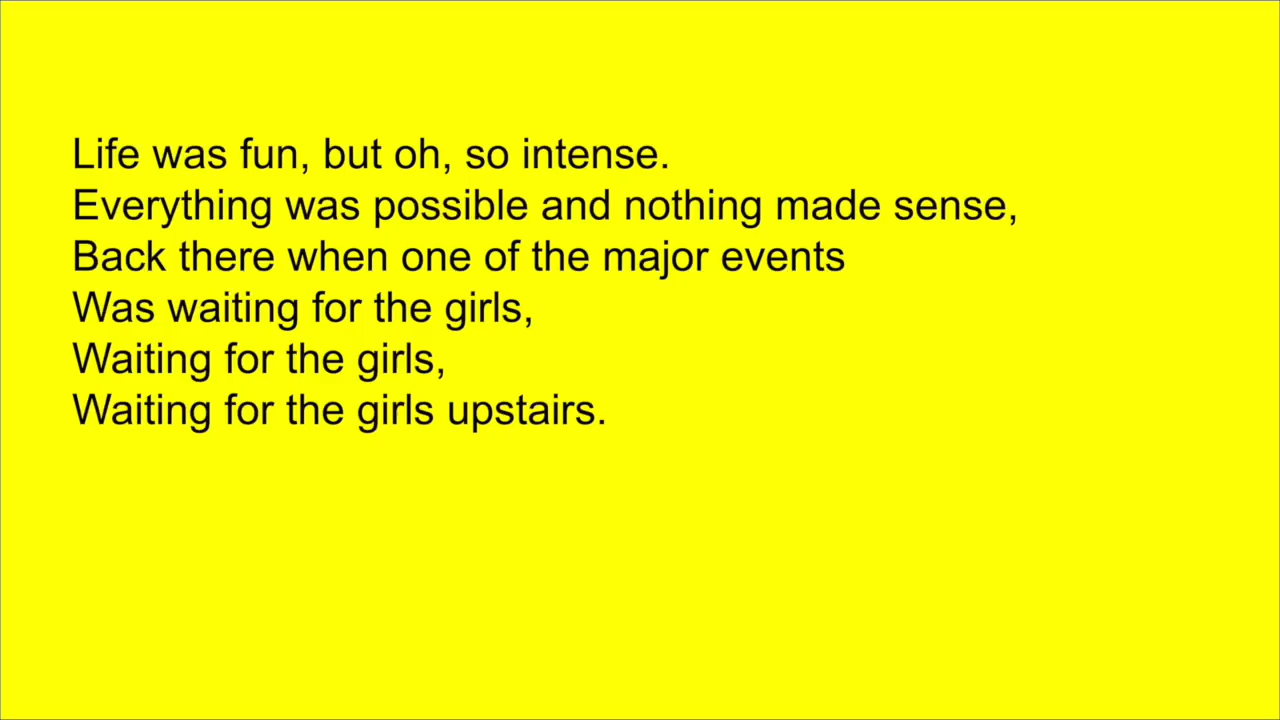 Life was fun, but oh, so intense.
Everything was possible and nothing made sense,
Back there when one of the major events
Was waiting for the girls,
Waiting for the girls,
Waiting for the girls upstairs.